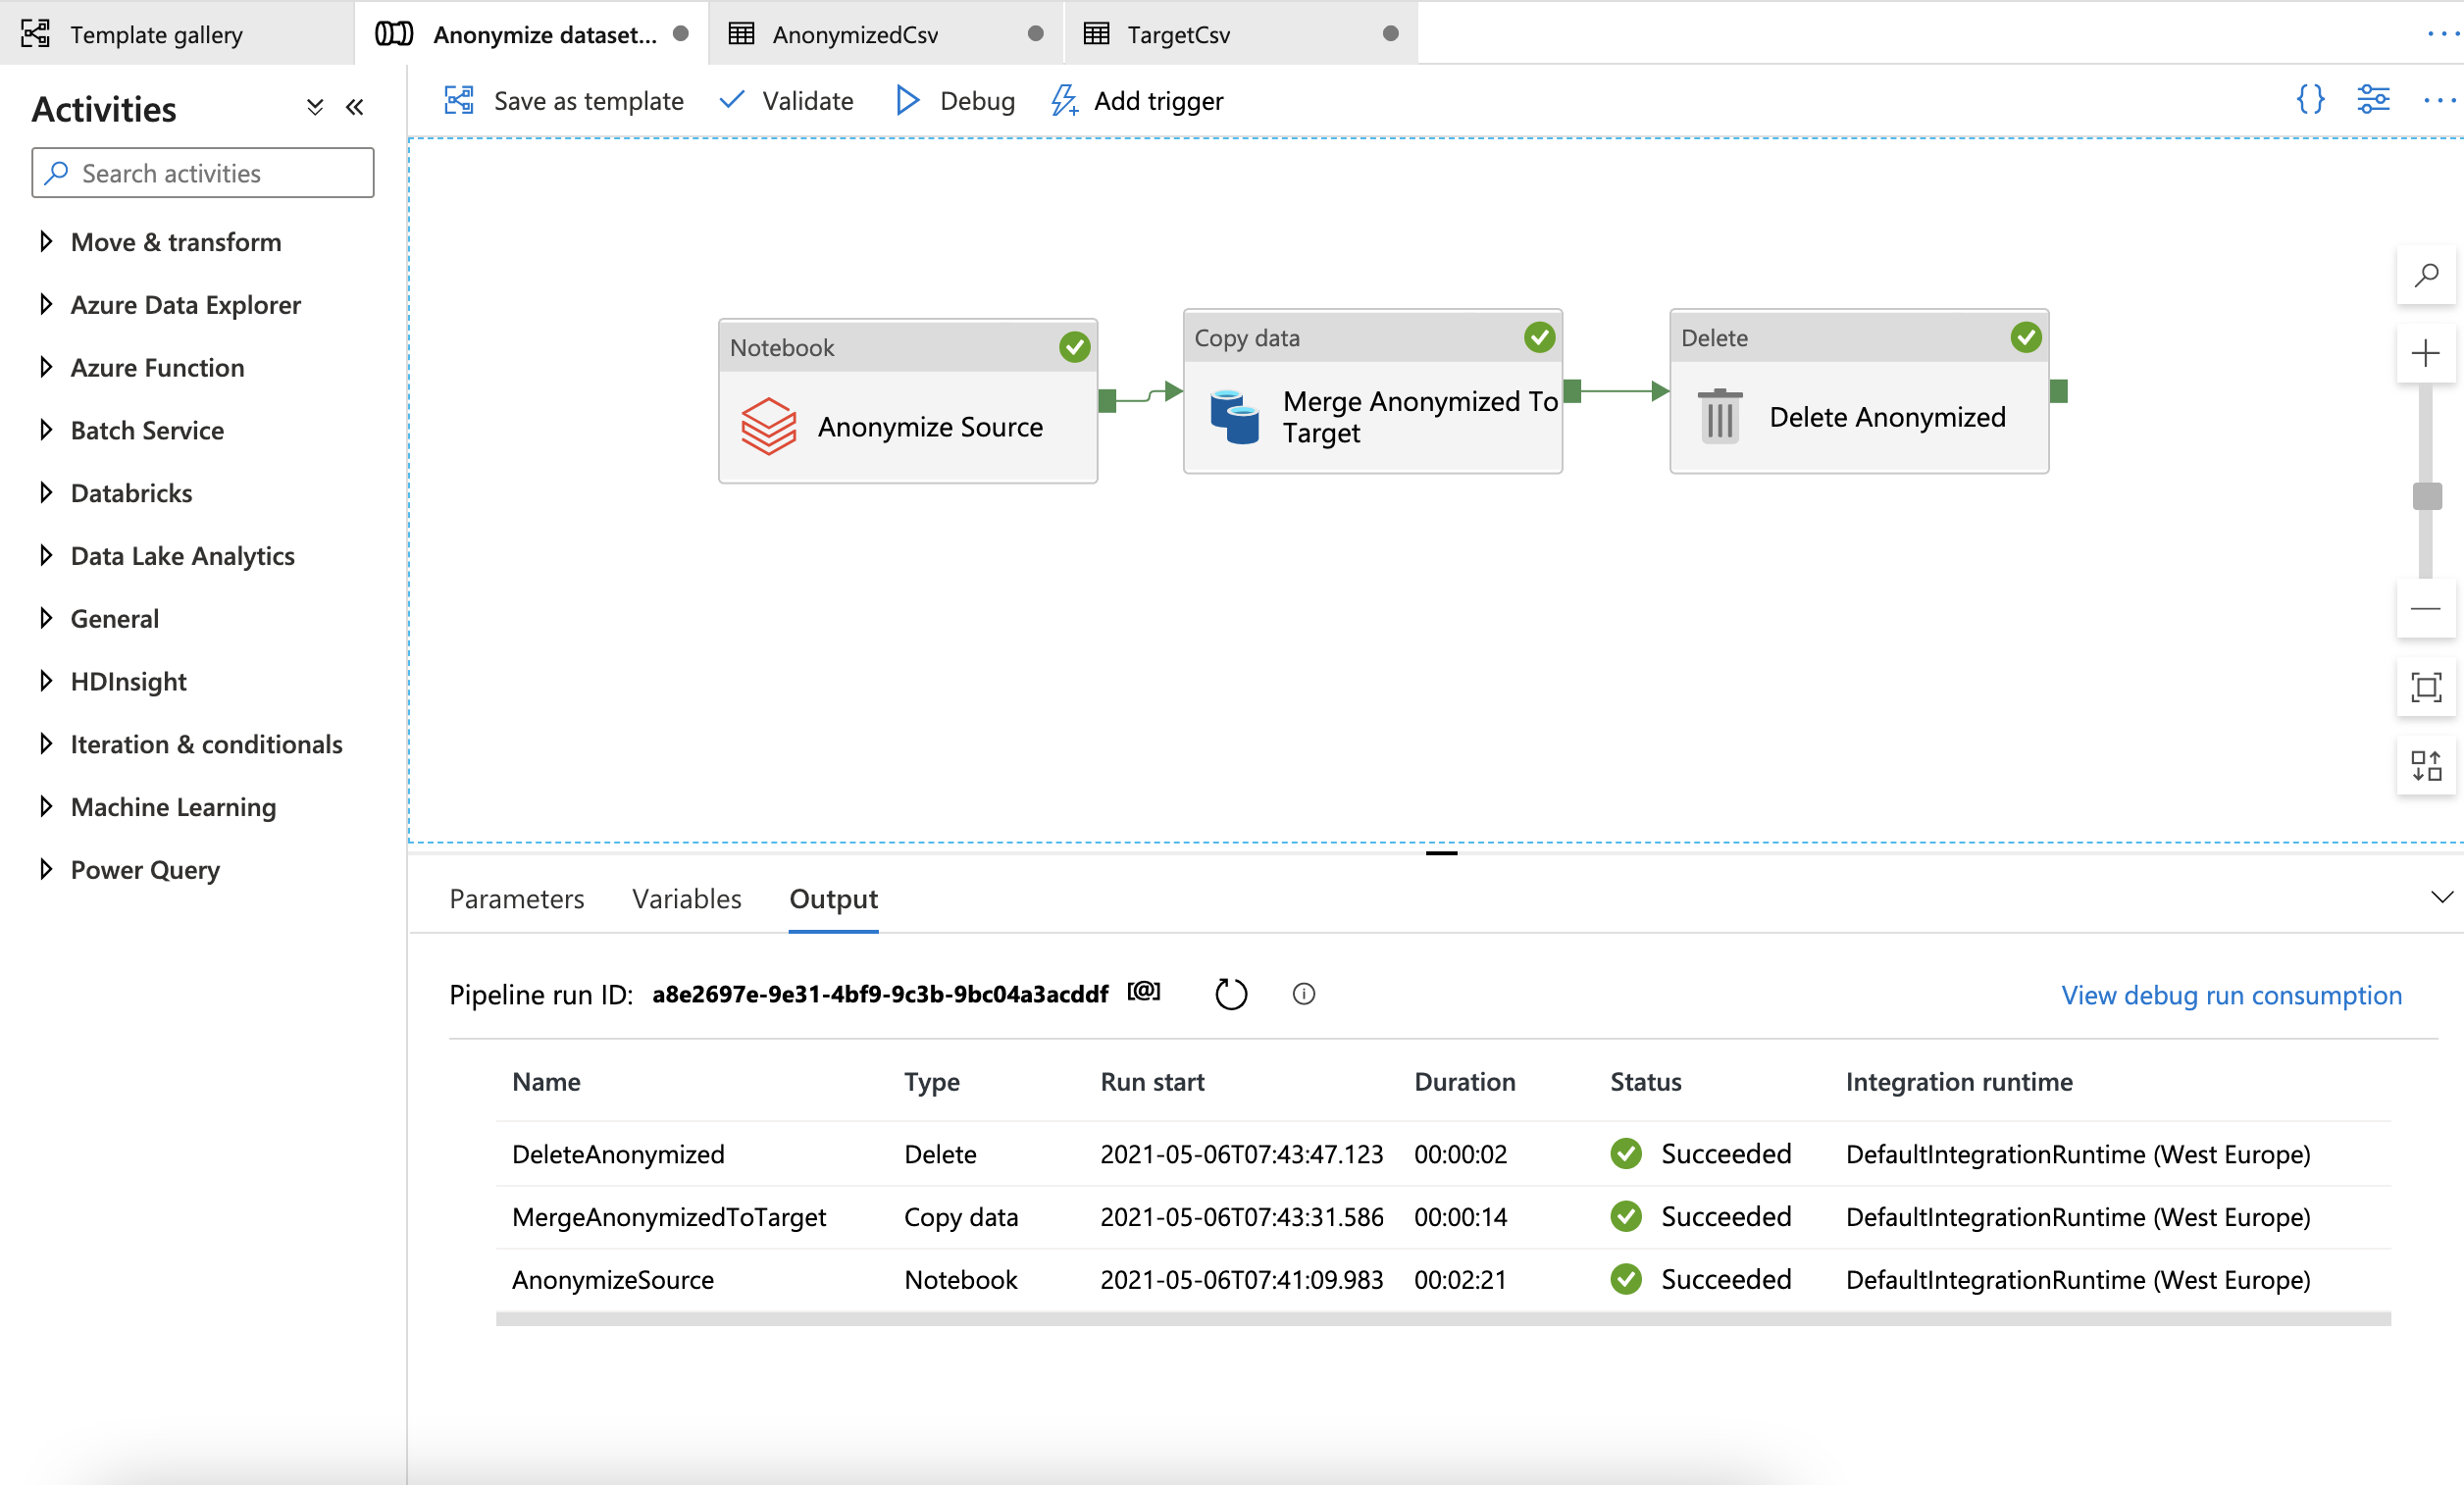 Template gallery
Anonymize dataset...
AnonymizedCsv
TargetCsv
Activities
Search activities
Move & transform
Azure Data Explorer
Azure Function
Batch Service
Databricks
Data Lake Analytics
General
HDInsight
Iteration & conditionals
Machine Learning
Power Query
Save as template
Validate
Debug
Add trigger
Notebook
Anonymize Source
Copy data
Merge Anonymized To
Target
Delete
Delete Anonymized
Parameters Variables Output
Pipeline run ID: a8e2697e-9e31-4bf9-9c3b-9bc04a3acddf [@]
View debug run consumption
Name Type Run start Duration Status Integration runtime
DeleteAnonymized Delete 2021-05-06T07:43:47.123 00:00:02 Succeeded DefaultIntegrationRuntime (West Europe)
MergeAnonymizedToTarget Copy data 2021-05-06T07:43:31.586 00:00:14 Succeeded DefaultIntegrationRuntime (West Europe)
AnonymizeSource Notebook 2021-05-06T07:41:09.983 00:02:21 Succeeded DefaultIntegrationRuntime (West Europe)